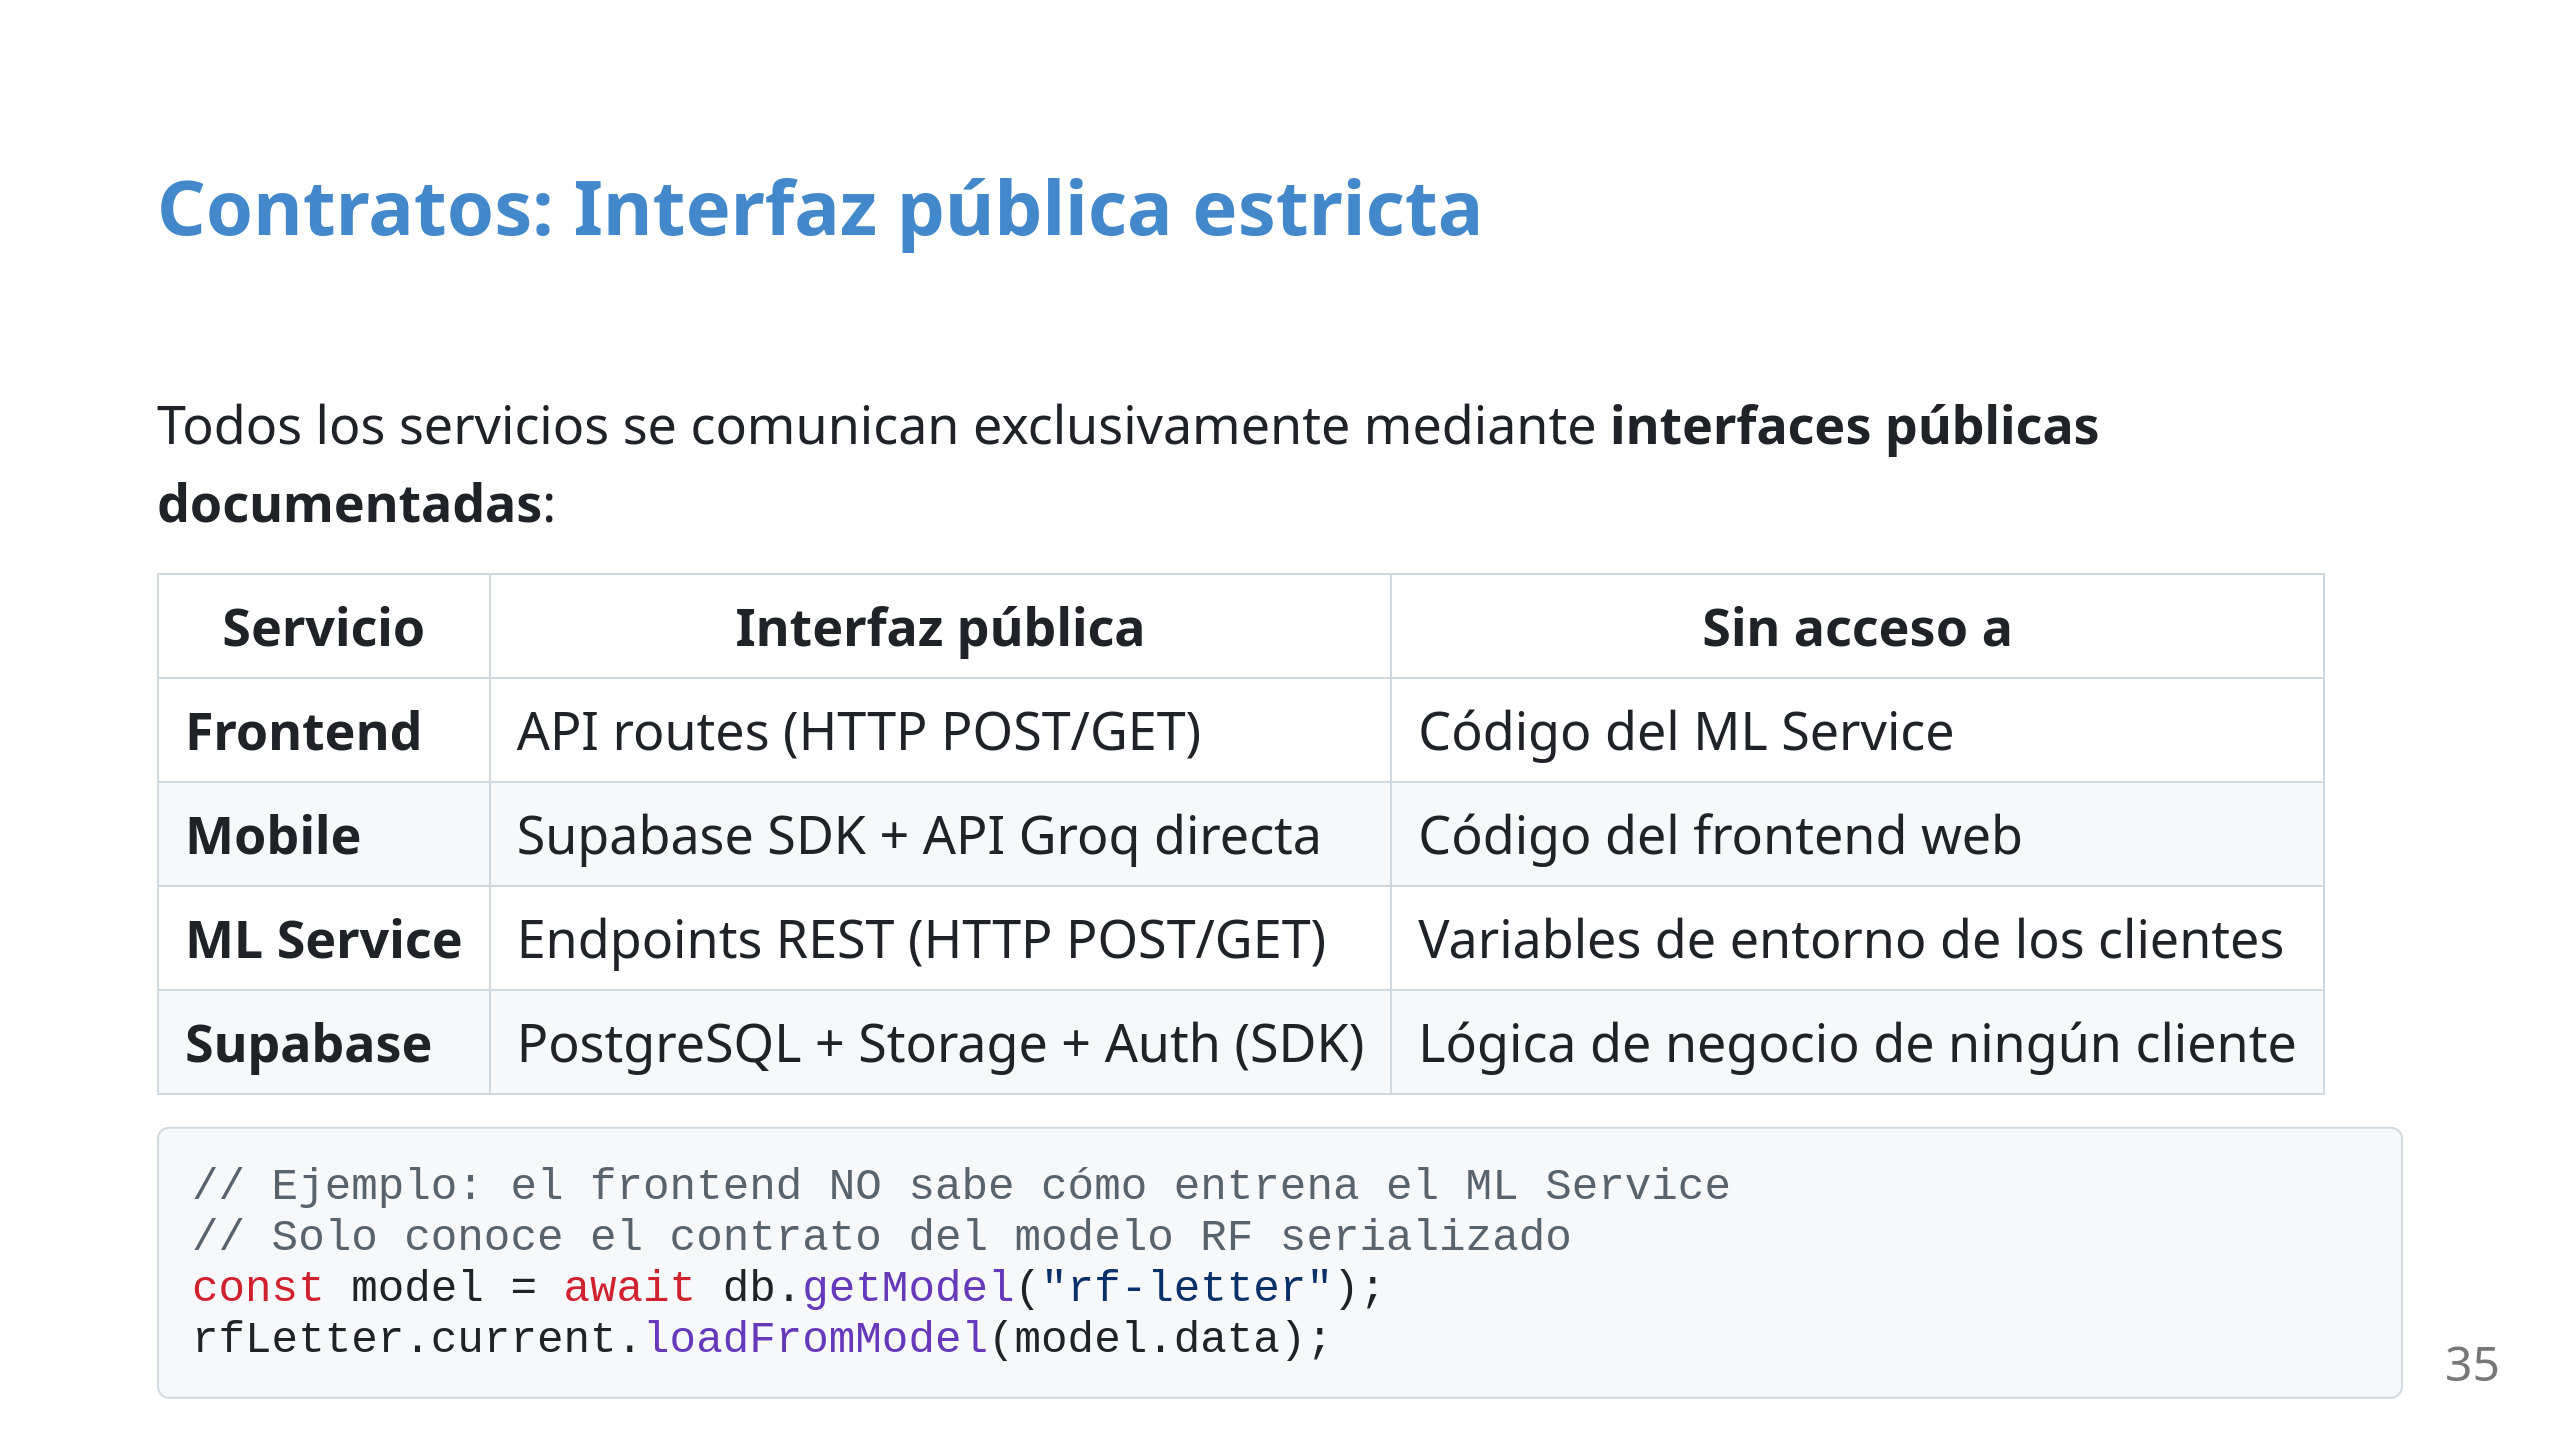 Contratos: Interfaz pública estricta
Todos los servicios se comunican exclusivamente mediante interfaces públicas
documentadas:
Servicio Interfaz pública Sin acceso a
Frontend API routes (HTTP POST/GET) Código del ML Service
Mobile Supabase SDK + API Groq directa Código del frontend web
ML Service Endpoints REST (HTTP POST/GET) Variables de entorno de los clientes
Supabase PostgreSQL + Storage + Auth (SDK) Lógica de negocio de ningún cliente
// Ejemplo: el frontend NO sabe cómo entrena el ML Service
// Solo conoce el contrato del modelo RF serializado
const model = await db.getModel("rf-letter");
rfLetter.current.loadFromModel(model.data);
35